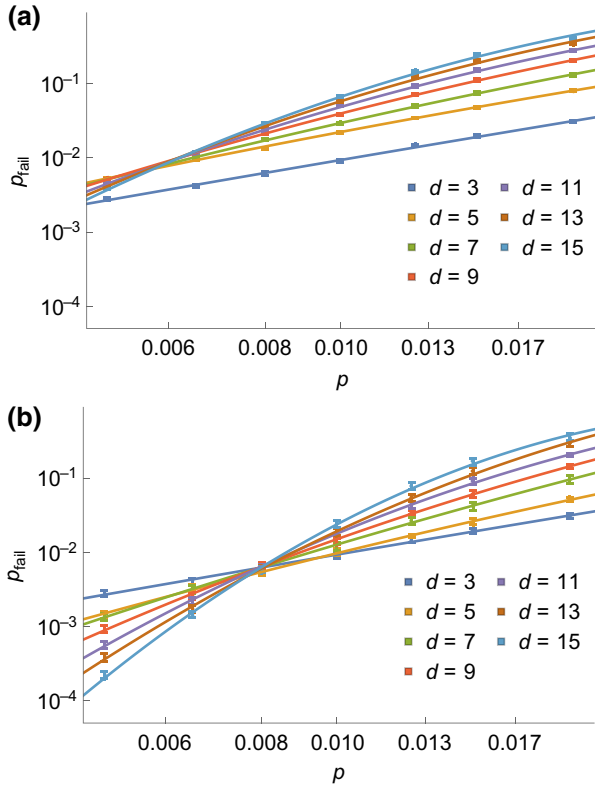 (a)
10⁻¹
10⁻²
10⁻³
10⁻⁴
p_fail
d = 3 d = 11
d = 5 d = 13
d = 7 d = 15
d = 9
0.006 0.008 0.010 0.013 0.017
p
(b)
10⁻¹
10⁻²
10⁻³
10⁻⁴
p_fail
d = 3 d = 11
d = 5 d = 13
d = 7 d = 15
d = 9
0.006 0.008 0.010 0.013 0.017
p